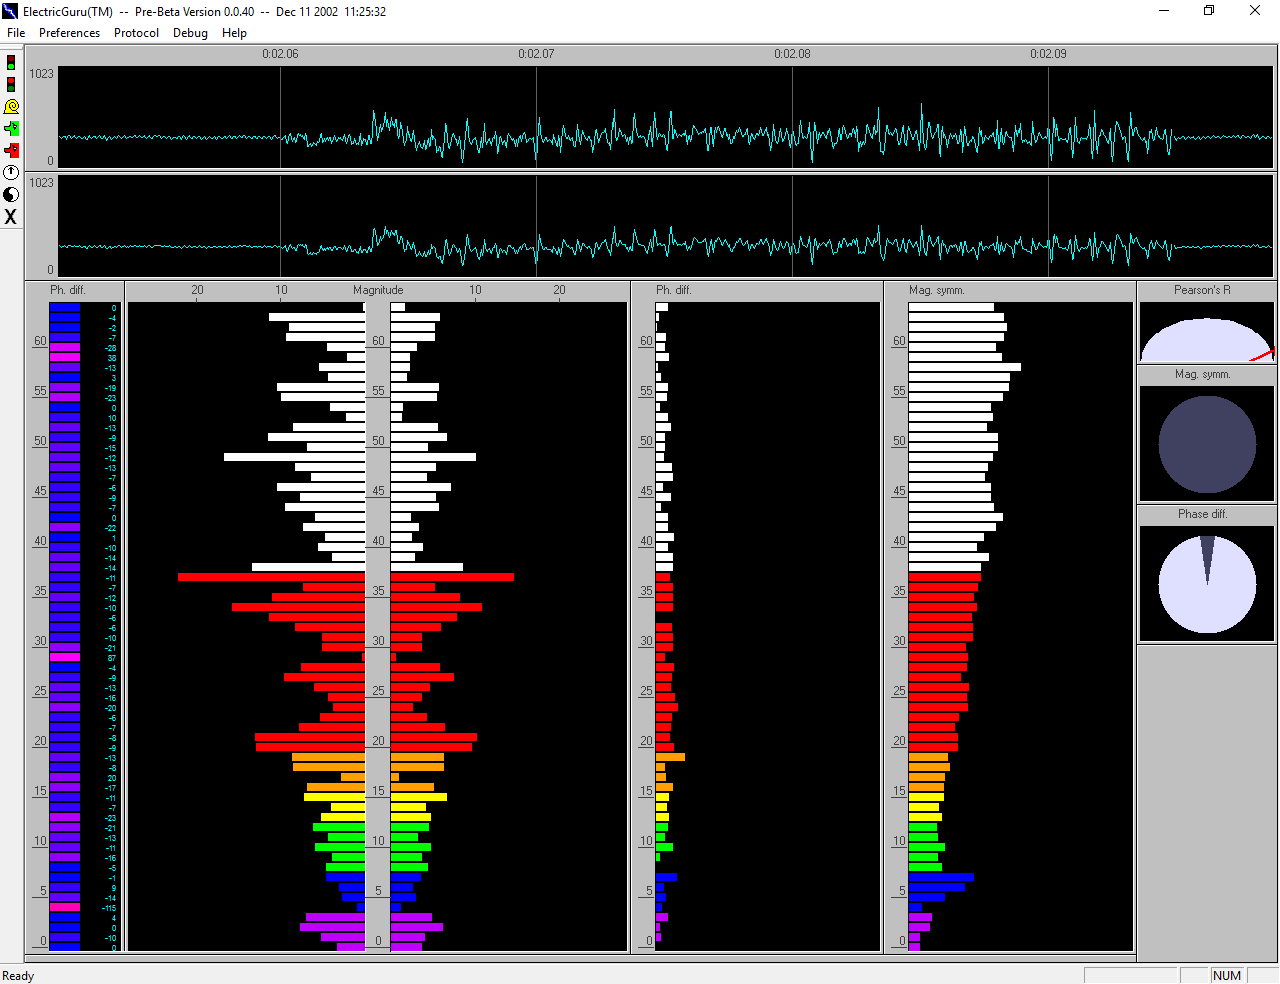 ElectricGuru(TM) -- Pre-Beta Version 0.0.40 -- Dec 11 2002 11:25:32
File Preferences Protocol Debug Help
0:02.06 0:02.07 0:02.08 0:02.09
1023
0
1023
0
Ph. diff. 20 10 Magnitude 10 20 Ph. diff. Mag. symm. Pearson's R
0
-4
-2
60 -7 60 60 60
-28
38
-13
3
Mag. symm.
55 -19 55 55 55
-23
0
10
-13
50 -9 50 50 50
-15
-12
-13
-7
45 -6 45 45 45
-9
-7
0
Phase diff.
-22
40 1 40 40 40
-10
-14
-14
-11
35 -7 35 35 35
-12
-10
-6
-6
30 -10 30 30 30
-21
87
-4
-9
25 -13 25 25 25
-16
-20
-6
-7
20 -8 20 20 20
-9
-13
-8
20
15 -17 15 15 15
-11
-7
-23
-21
10 -13 10 10 10
-11
-16
-5
-1
5 9 5 5 5
-14
-115
4
0
0 -10 0 0 0
0
Ready NUM